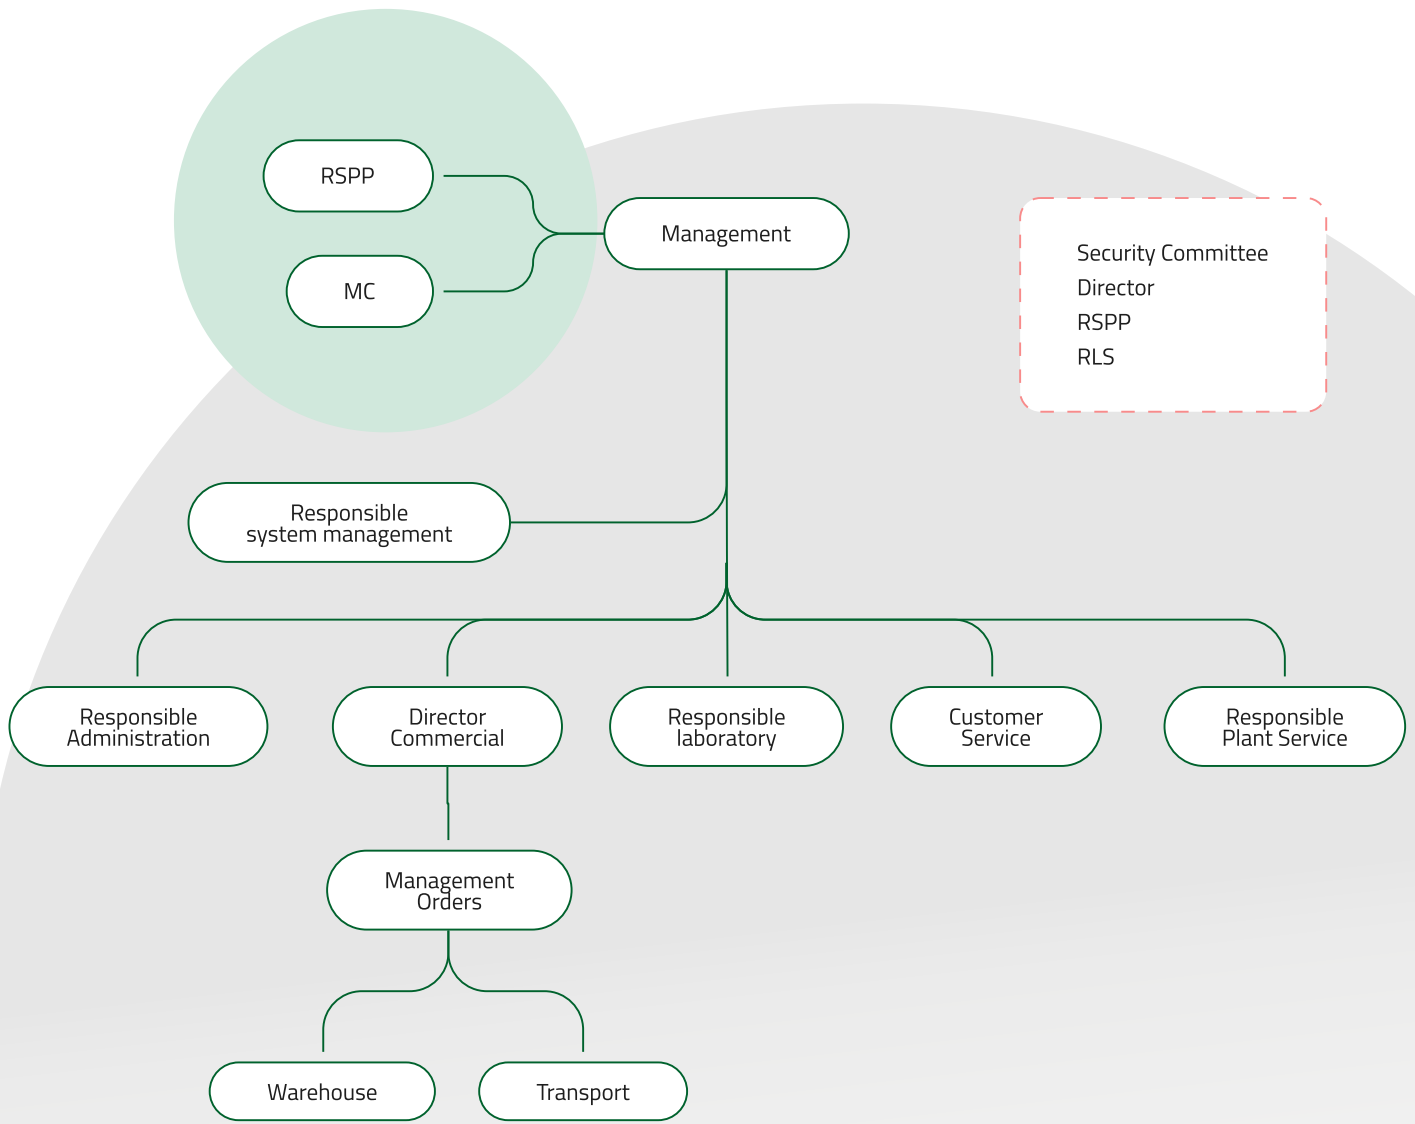 RSPP
MC
Management
Security Committee
Director
RSPP
RLS
Responsible
system management
Responsible
Administration
Director
Commercial
Responsible
laboratory
Customer
Service
Responsible
Plant Service
Management
Orders
Warehouse
Transport